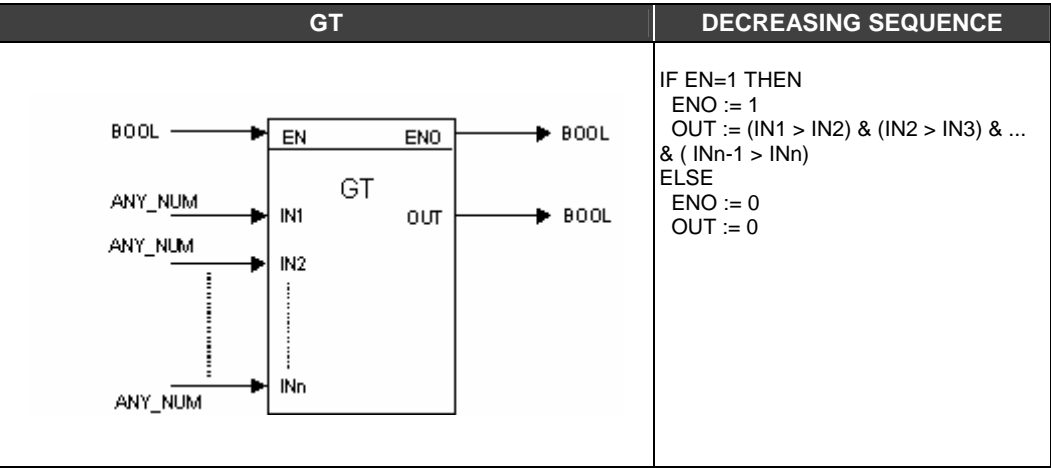 GT
DECREASING SEQUENCE
BOOL
EN
ENO
BOOL
GT
ANY_NUM
IN1
OUT
BOOL
ANY_NUM
IN2
INn
ANY_NUM
IF EN=1 THEN
ENO := 1
OUT := (IN1 > IN2) & (IN2 > IN3) & ...
& ( INn-1 > INn)
ELSE
ENO := 0
OUT := 0